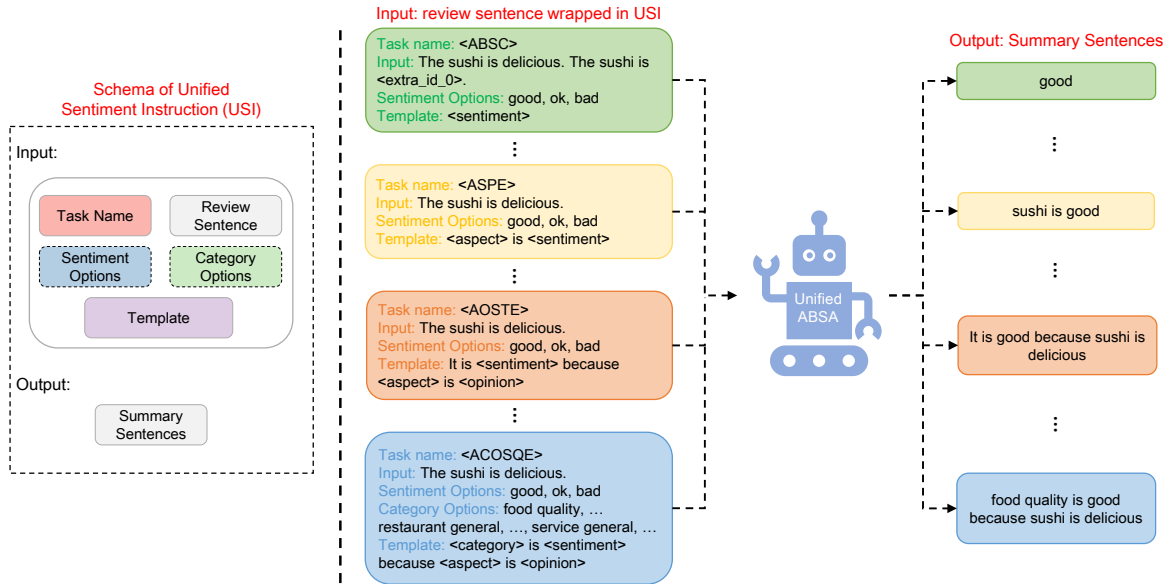 Schema of Unified
Sentiment Instruction (USI)
Input:
Task Name
Review
Sentence
Sentiment
Options
Category
Options
Template
Output:
Summary
Sentences
Input: review sentence wrapped in USI
Task name: <ABSC>
Input: The sushi is delicious. The sushi is
<extra_id_0>.
Sentiment Options: good, ok, bad
Template: <sentiment>
...
Task name: <ASPE>
Input: The sushi is delicious.
Sentiment Options: good, ok, bad
Template: <aspect> is <sentiment>
...
Task name: <AOSTE>
Input: The sushi is delicious.
Sentiment Options: good, ok, bad
Template: It is <sentiment> because
<aspect> is <opinion>
...
Task name: <ACOSQE>
Input: The sushi is delicious.
Sentiment Options: good, ok, bad
Category Options: food quality, …
restaurant general, …, service general, …
Template: <category> is <sentiment>
because <aspect> is <opinion>
Unified
ABSA
Output: Summary Sentences
good
...
sushi is good
...
It is good because sushi is
delicious
...
food quality is good
because sushi is delicious